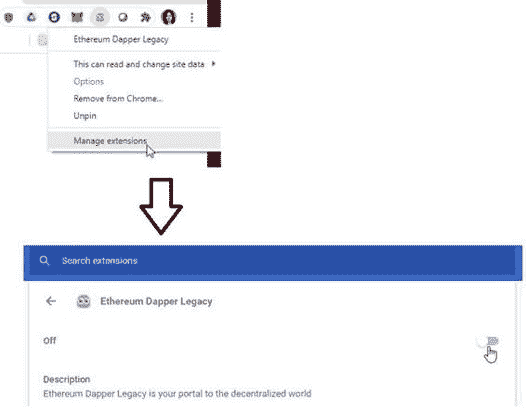 Ethereum Dapper Legacy
This can read and change site data
Options
Remove from Chrome...
Unpin
Manage extensions
Search extensions
Ethereum Dapper Legacy
Off
Description
Ethereum Dapper Legacy is your portal to the decentralized world